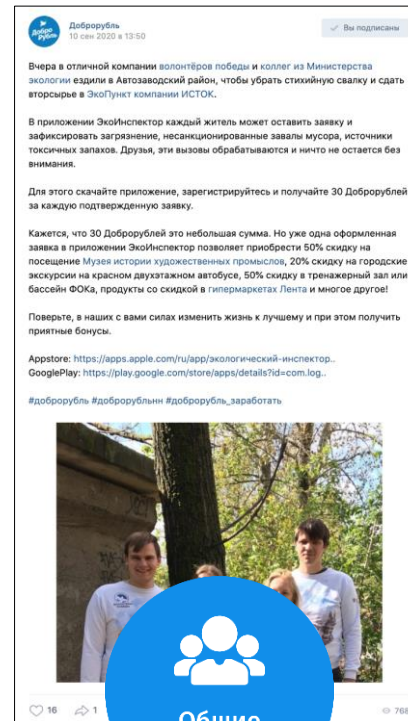 Доброрубль
10 сен 2020 в 13:50
Вы подписаны
Вчера в отличной компании волонтёров победы и коллег из Министерства
экологии ездили в Автозаводский район, чтобы убрать стихийную свалку и сдать
вторсырье в ЭкоПункт компании ИСТОК.
В приложении ЭкоИнспектор каждый житель может оставить заявку и
зафиксировать загрязнение, несанкционированные завалы мусора, источники
токсичных запахов. Друзья, эти вызовы обрабатываются и ничто не остается без
внимания.
Для этого скачайте приложение, зарегистрируйтесь и получайте 30 Доброрублей
за каждую подтвержденную заявку.
Кажется, что 30 Доброрублей это небольшая сумма. Но уже одна оформленная
заявка в приложении ЭкоИнспектор позволяет приобрести 50% скидку на
посещение Музея истории художественных промыслов, 20% скидку на городские
экскурсии на красном двухэтажном автобусе, 50% скидку в тренажерный зал или
бассейн ФОКа, продукты со скидкой в гипермаркетах Лента и многое другое!
Поверьте, в наших с вами силах изменить жизнь к лучшему и при этом получить
приятные бонусы.
Appstore: https://apps.apple.com/ru/app/экологический-инспектор..
GooglePlay: https://play.google.com/store/apps/details?id=com.log..
#доброрубль #доброрубльнн #доброрубль_заработать
16
1
768
Общие